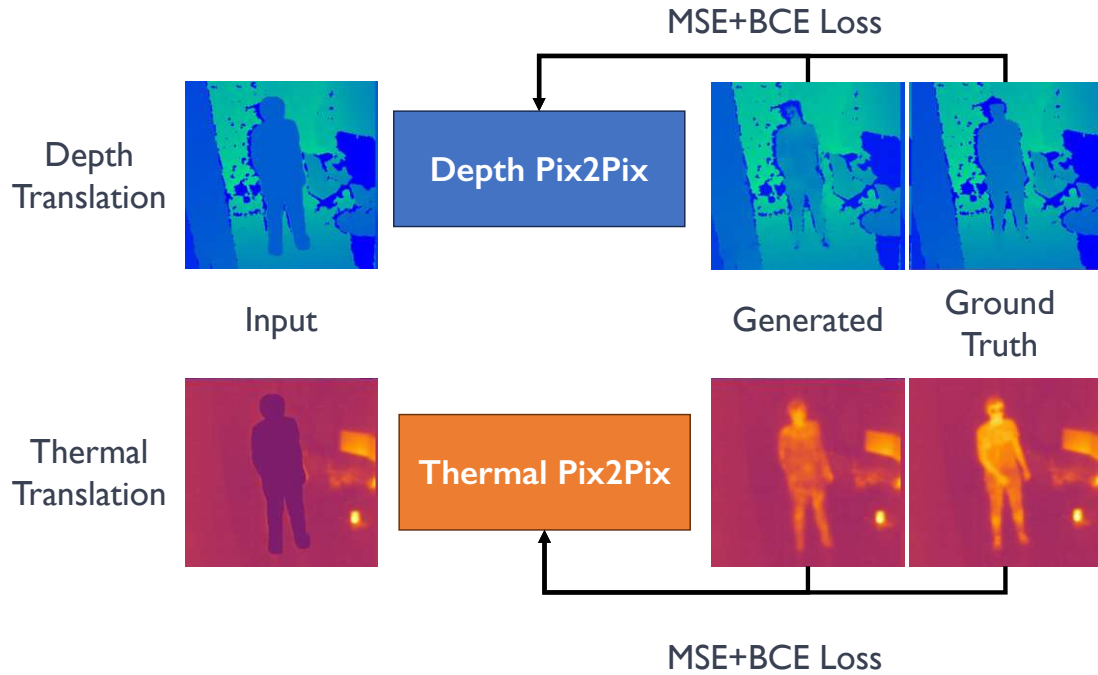 MSE+BCE Loss
Depth
Translation
Depth Pix2Pix
Input
Generated
Ground
Truth
Thermal
Translation
Thermal Pix2Pix
MSE+BCE Loss